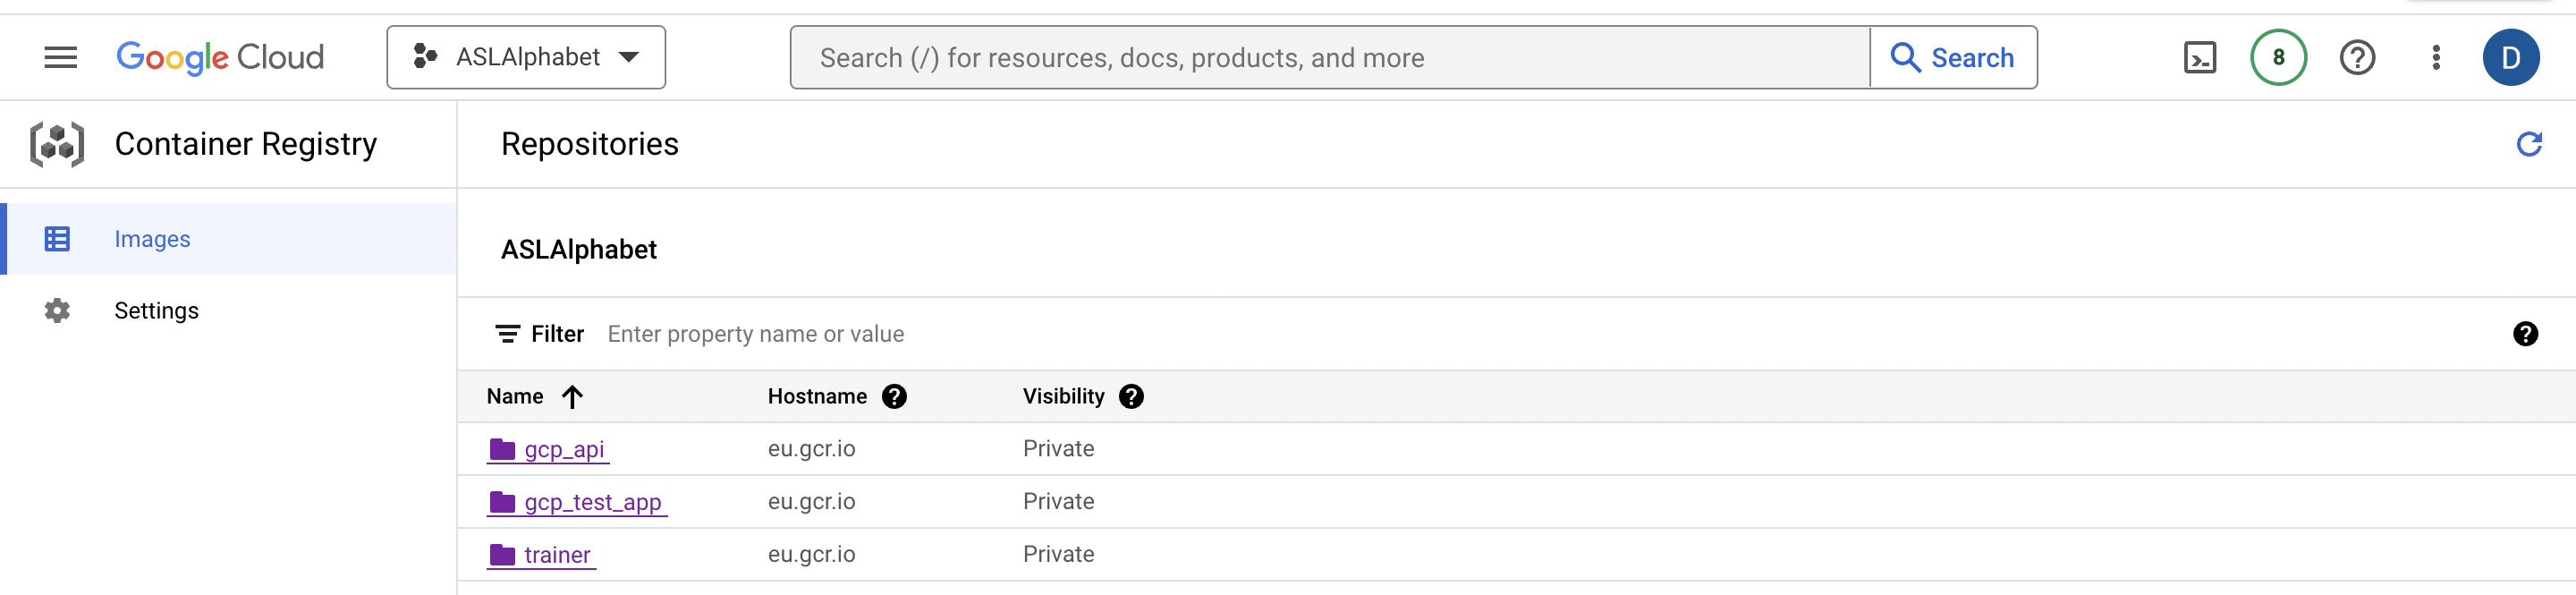 Google Cloud
ASLAlphabet
Search (/) for resources, docs, products, and more
Search
8
?
D
Container Registry
Repositories
Images
Settings
ASLAlphabet
Filter Enter property name or value ?
Name Hostname ? Visibility ?
gcp_api eu.gcr.io Private
gcp_test_app eu.gcr.io Private
trainer eu.gcr.io Private